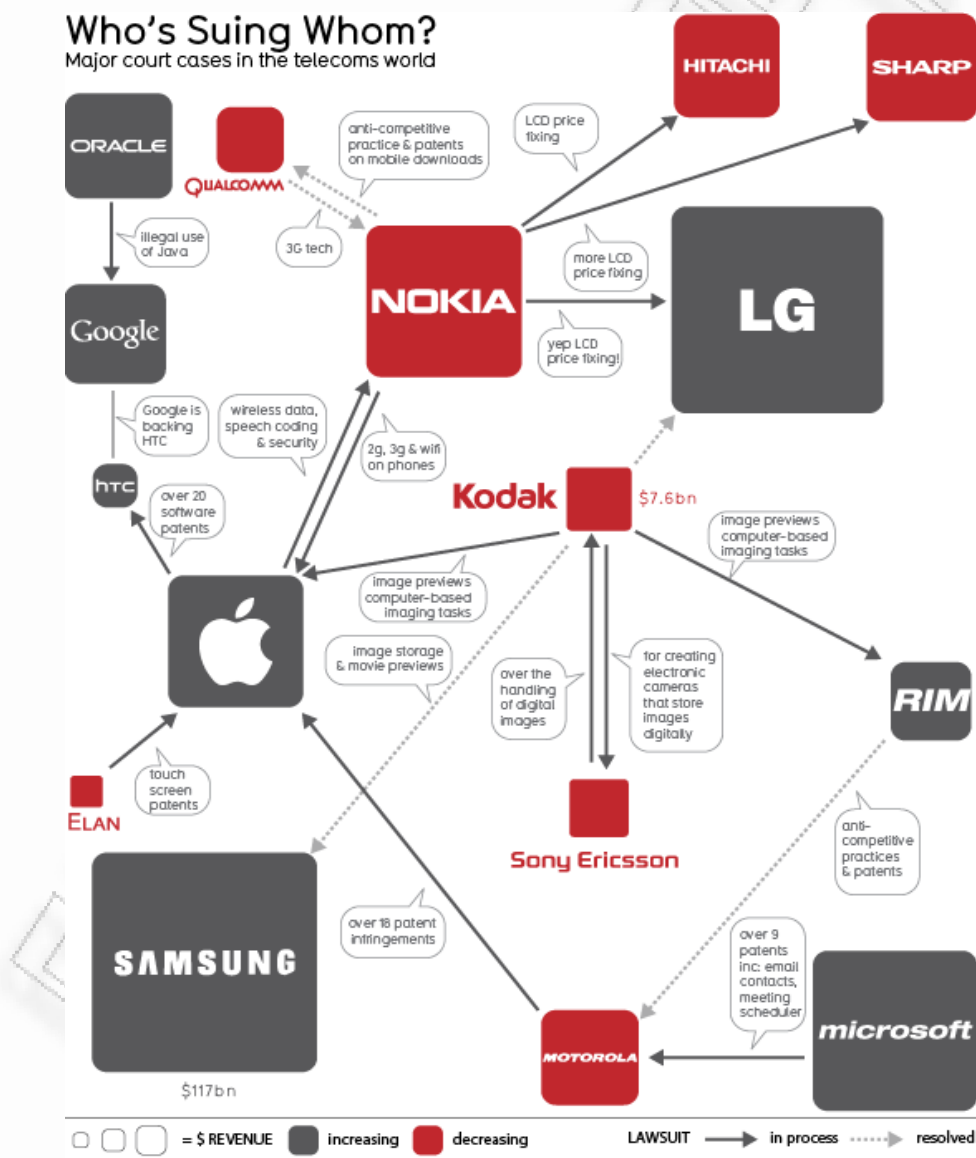 Who's Suing Whom?
Major court cases in the telecoms world
HITACHI
SHARP
ORACLE
QUALCOMM
anti-competitive
practice & patents
on mobile downloads
LCD price
fixing
illegal use
of Java
3G tech
more LCD
price fixing
NOKIA
LG
Google
yep LCD
price fixing!
Google is
backing
HTC
wireless data,
speech coding
& security
2g, 3g & wifi
on phones
hTC
over 20
software
patents
Kodak
$7.6bn
image previews
computer-based
imaging tasks
image previews
computer-based
imaging tasks
image storage
& movie previews
over the
handling
of digital
images
for creating
electronic
cameras
that store
images
digitally
RIM
touch
screen
patents
ELAN
Sony Ericsson
anti-
competitive
practices
& patents
SAMSUNG
over 18 patent
infringements
over 9
patents
inc: email
contacts,
meeting
scheduler
microsoft
MOTOROLA
$117bn
= $ REVENUE increasing decreasing LAWSUIT in process resolved